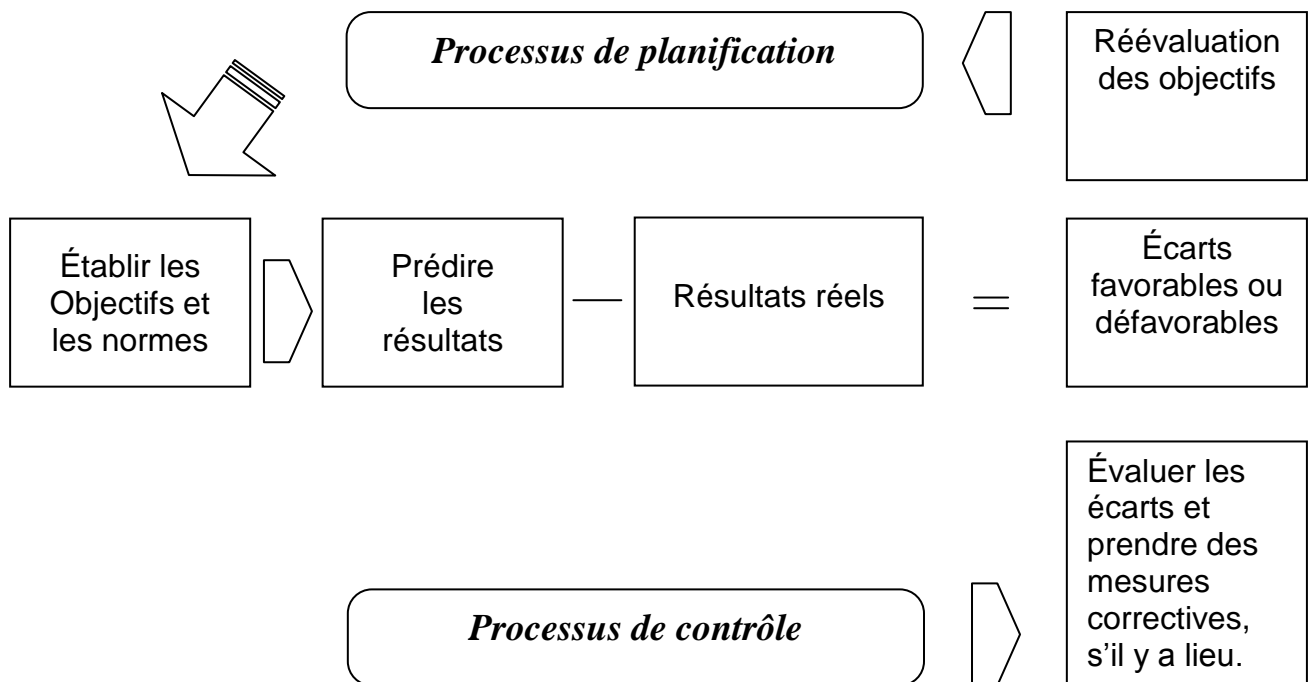 Processus de planification
Réévaluation
des objectifs
Établir les
Objectifs et
les normes
Prédire
les
résultats
—
Résultats réels
=
Écarts
favorables ou
défavorables
Processus de contrôle
Évaluer les
écarts et
prendre des
mesures
correctives,
s’il y a lieu.